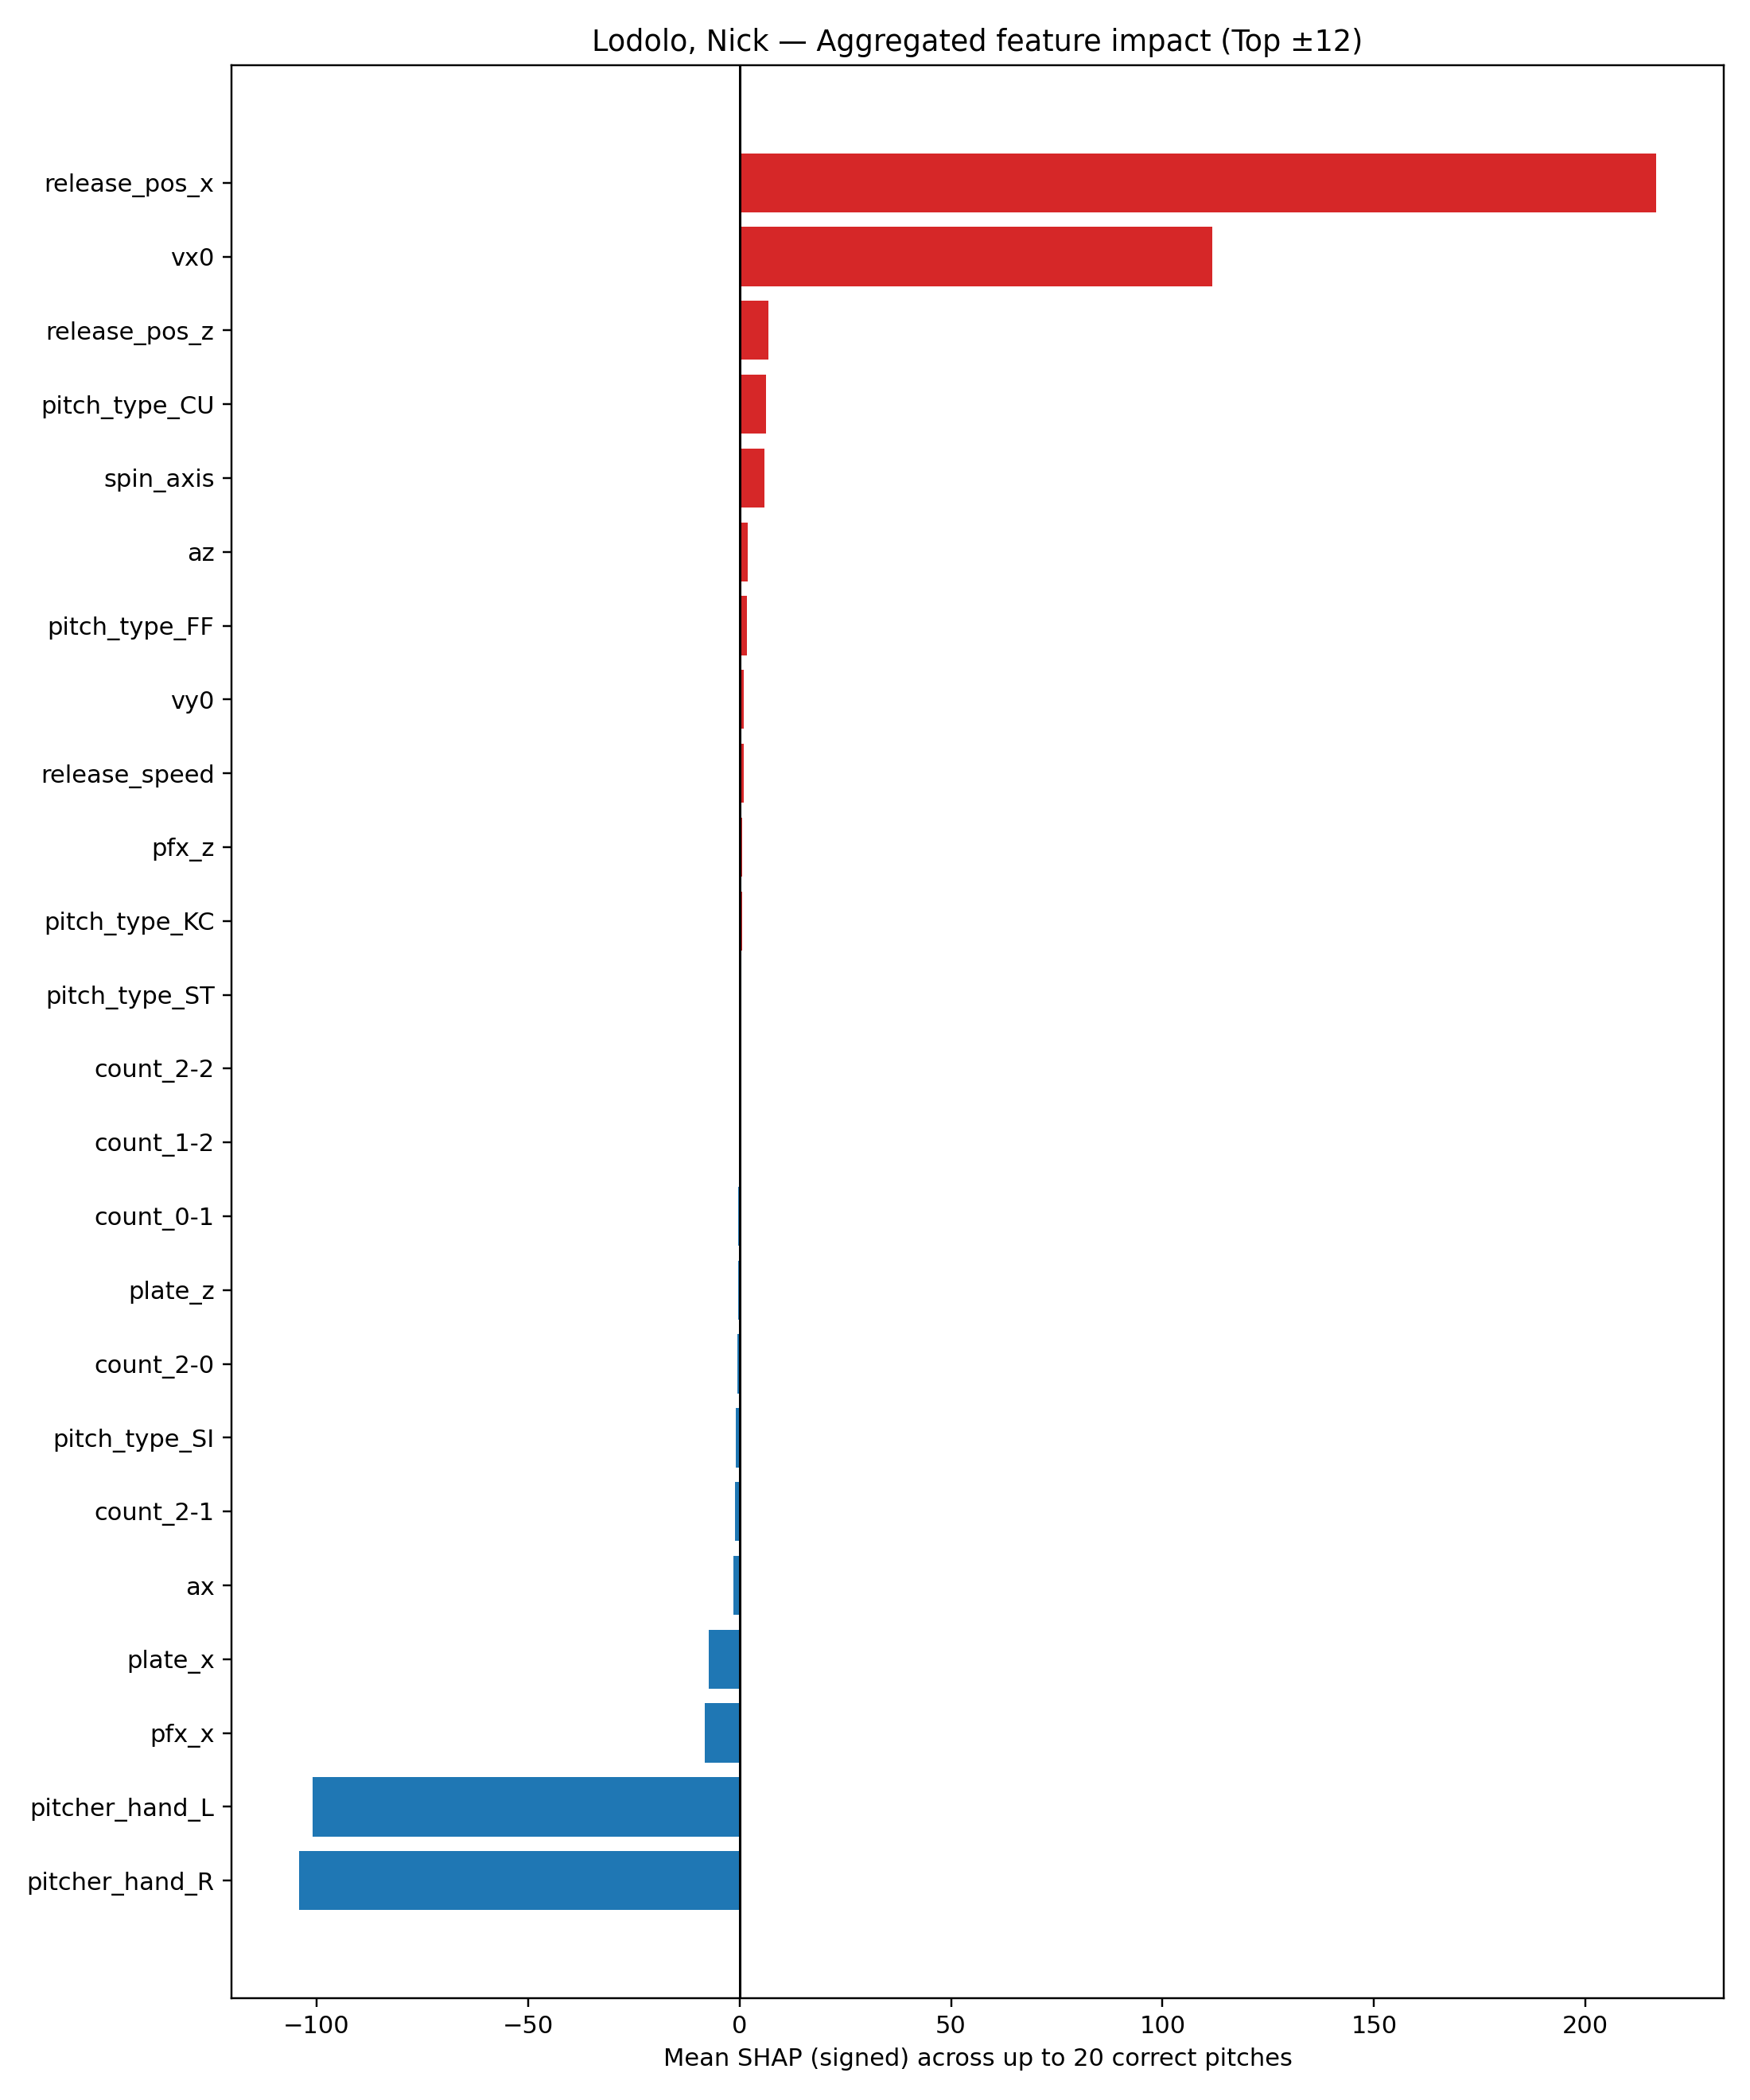 Lodolo, Nick — Aggregated feature impact (Top ±12)
release_pos_x
vx0
release_pos_z
pitch_type_CU
spin_axis
az
pitch_type_FF
vy0
release_speed
pfx_z
pitch_type_KC
pitch_type_ST
count_2-2
count_1-2
count_0-1
plate_z
count_2-0
pitch_type_SI
count_2-1
ax
plate_x
pfx_x
pitcher_hand_L
pitcher_hand_R
−100 −50 0 50 100 150 200
Mean SHAP (signed) across up to 20 correct pitches